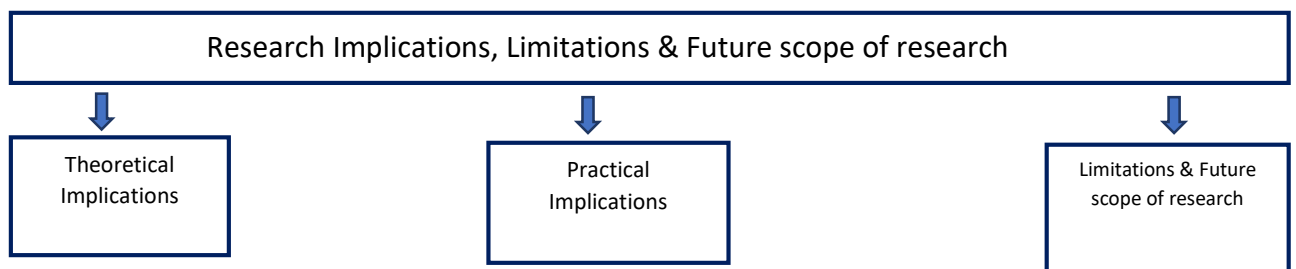 Research Implications, Limitations & Future scope of research
Theoretical
Implications
Practical
Implications
Limitations & Future
scope of research